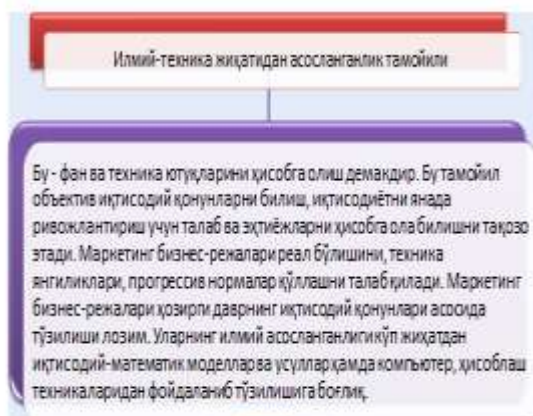 Илмий-техника жиҳатидан асосланганлик тамойили
Бу - фан ва техника ютуқларини ҳисобга олиш демакдир. Бу тамойил
объектив иқтисодий қонунларни билиш, иқтисодиётни янада
ривожлантириш учун талаб ва эҳтиёжларни ҳисобга ола билишни тақозо
этади. Маркетинг бизнес-режалари реал бўлишини, техника
янгиликлари, прогрессив нормалар қўллашни талаб қилади. Маркетинг
бизнес-режалари ҳозирги даврнинг иқтисодий қонунлари асосида
тўзилиши лозим. Уларнинг илмий асосланганлиги кўп жиҳатдан
иқтисодий-математик моделлар ва усуллар ҳамда компьютер, ҳисоблаш
техникаларидан фойдаланиб тўзилишига боғлиқ.